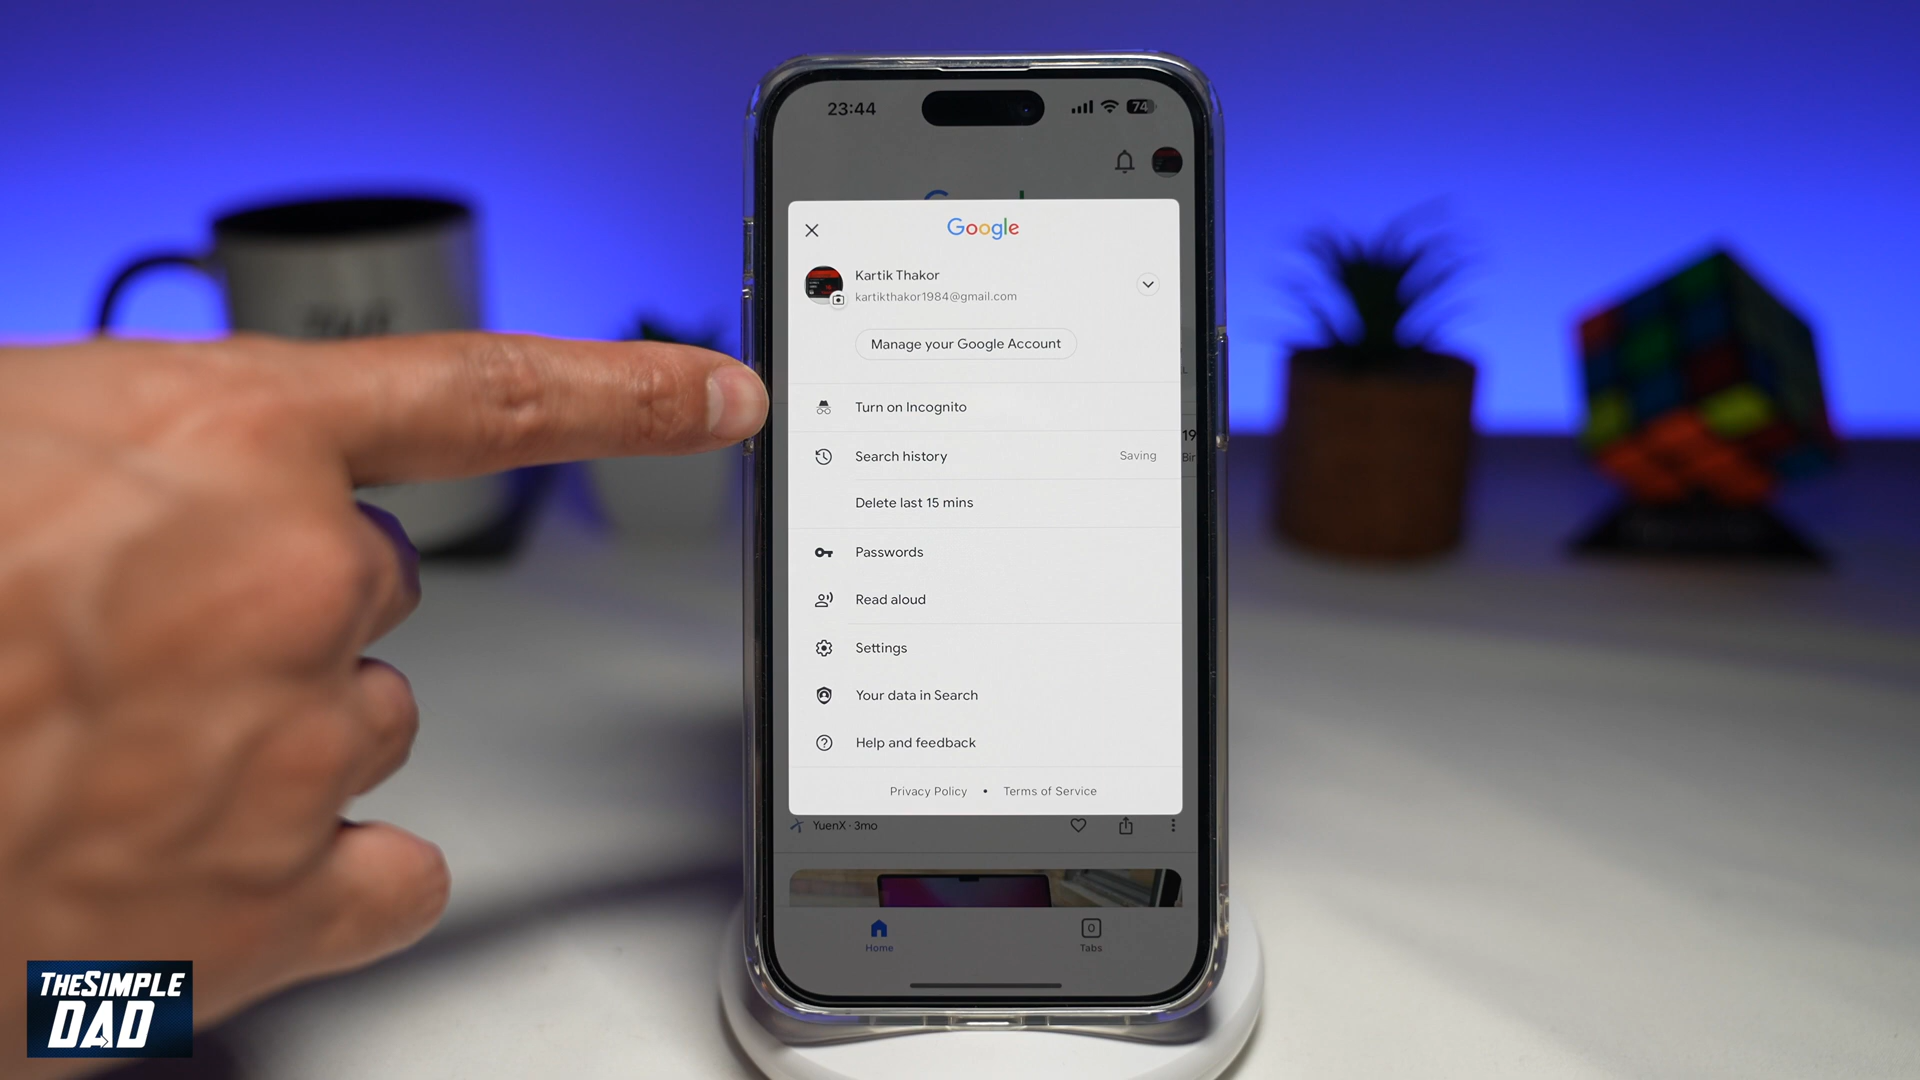 23:44
74
Google
Kartik Thakor
kartikthakor1984@gmail.com
Manage your Google Account
Turn on Incognito
19
Search history
Saving
Bir
Delete last 15 mins
Passwords
Read aloud
Settings
Your data in Search
Help and feedback
Privacy Policy • Terms of Service
YuenX · 3mo
0
Home
Tabs
THESIMPLE
DAD